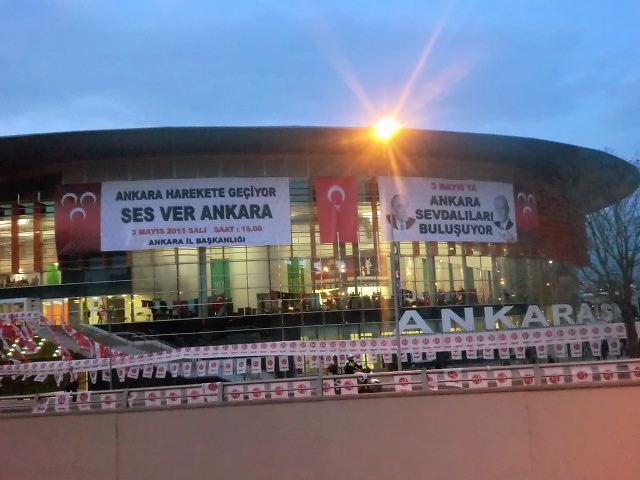 ANKARA HAREKETE GEÇİYOR
SES VER ANKARA
3 MAYIS 2011 SALI SAAT : 18.00
ANKARA İL BAŞKANLIĞI
3 MAYIS'TA
ANKARA
SEVDALILARI
BULUŞUYOR
ANKARA